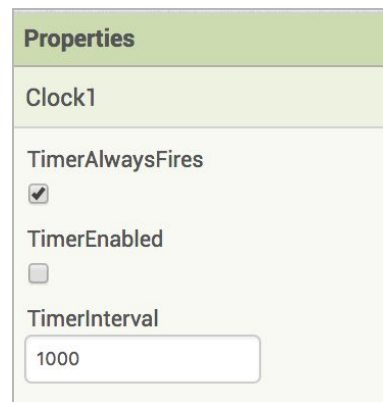 Properties
Clock1
TimerAlwaysFires
TimerEnabled
TimerInterval
1000